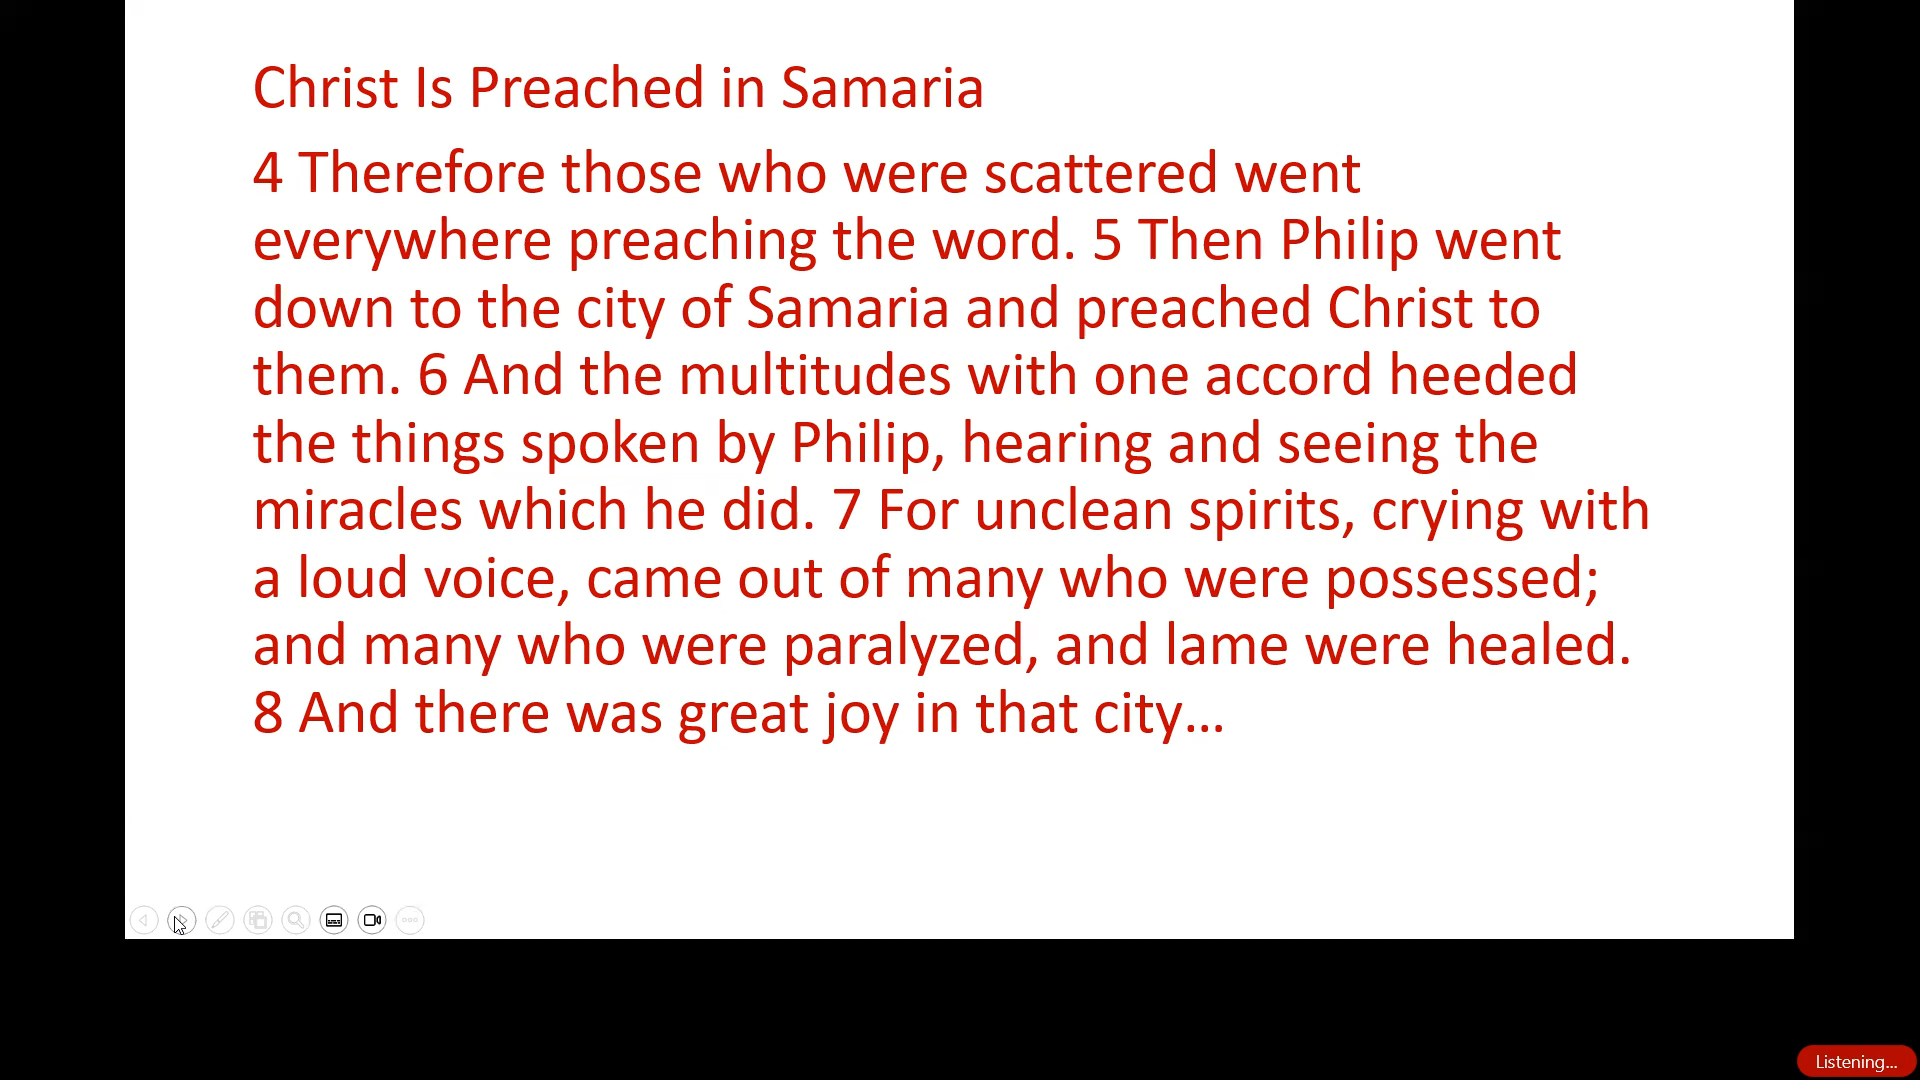 Christ Is Preached in Samaria
4 Therefore those who were scattered went
everywhere preaching the word. 5 Then Philip went
down to the city of Samaria and preached Christ to
them. 6 And the multitudes with one accord heeded
the things spoken by Philip, hearing and seeing the
miracles which he did. 7 For unclean spirits, crying with
a loud voice, came out of many who were possessed;
and many who were paralyzed, and lame were healed.
8 And there was great joy in that city...
Listening...